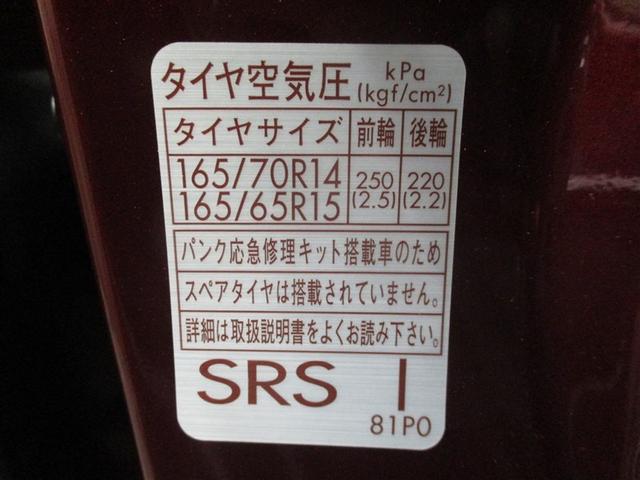 タイヤ空気圧 kPa (kgf/cm²)
タイヤサイズ 前輪 後輪
165/70R14 250 220
165/65R15 (2.5) (2.2)
パンク応急修理キット搭載車のため
スペアタイヤは搭載されていません。
詳細は取扱説明書をよくお読み下さい。
SRS I
81P0